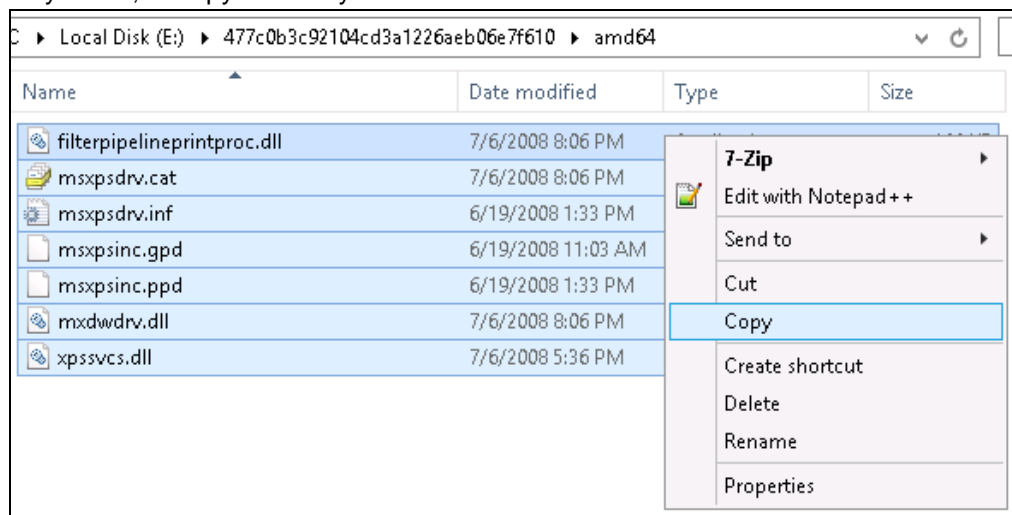 C ▸ Local Disk (E:) ▸ 477c0b3c92104cd3a1226aeb06e7f610 ▸ amd64
Name Date modified Type Size
filterpipelineprintproc.dll 7/6/2008 8:06 PM
msxpsdrv.cat 7/6/2008 8:06 PM
msxpsdrv.inf 6/19/2008 1:33 PM
msxpsinc.gpd 6/19/2008 11:03 AM
msxpsinc.ppd 6/19/2008 1:33 PM
mxdwdrv.dll 7/6/2008 8:06 PM
xpssvcs.dll 7/6/2008 5:36 PM
7-Zip
Edit with Notepad++
Send to
Cut
Copy
Create shortcut
Delete
Rename
Properties